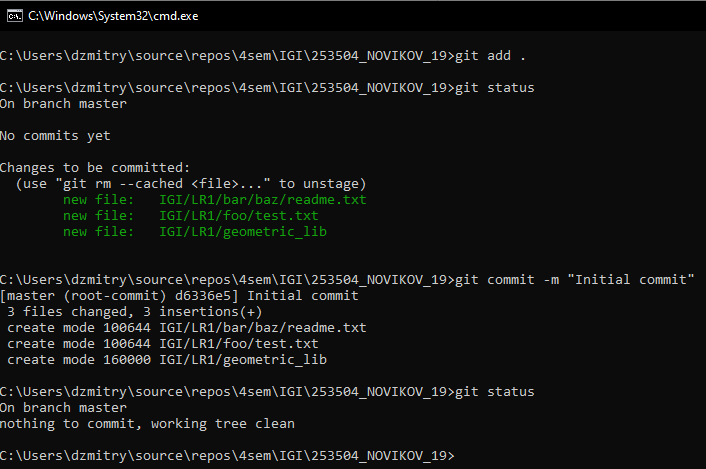 C:\Windows\System32\cmd.exe
C:\Users\dzmitry\source\repos\4sem\IGI\253504_NOVIKOV_19>git add .
C:\Users\dzmitry\source\repos\4sem\IGI\253504_NOVIKOV_19>git status
On branch master
No commits yet
Changes to be committed:
  (use "git rm --cached <file>..." to unstage)
        new file:   IGI/LR1/bar/baz/readme.txt
        new file:   IGI/LR1/foo/test.txt
        new file:   IGI/LR1/geometric_lib
C:\Users\dzmitry\source\repos\4sem\IGI\253504_NOVIKOV_19>git commit -m "Initial commit"
[master (root-commit) d6336e5] Initial commit
 3 files changed, 3 insertions(+)
 create mode 100644 IGI/LR1/bar/baz/readme.txt
 create mode 100644 IGI/LR1/foo/test.txt
 create mode 160000 IGI/LR1/geometric_lib
C:\Users\dzmitry\source\repos\4sem\IGI\253504_NOVIKOV_19>git status
On branch master
nothing to commit, working tree clean
C:\Users\dzmitry\source\repos\4sem\IGI\253504_NOVIKOV_19>